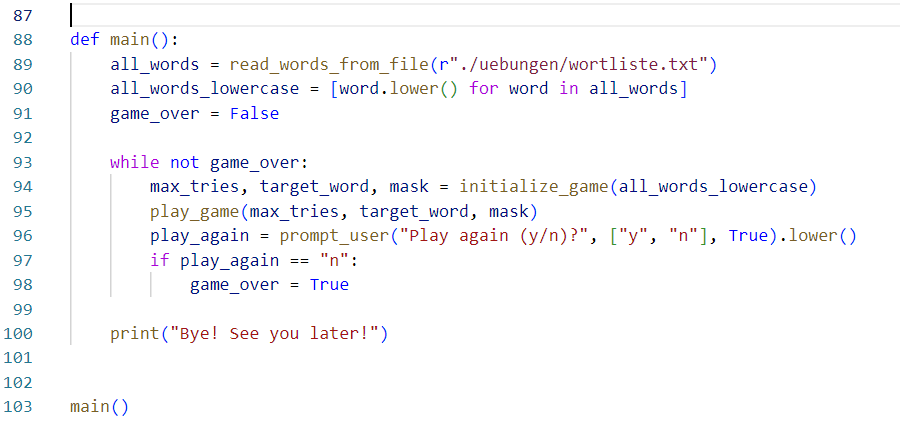 87
88 def main():
89     all_words = read_words_from_file(r"./uebungen/wortliste.txt")
90     all_words_lowercase = [word.lower() for word in all_words]
91     game_over = False
92
93     while not game_over:
94         max_tries, target_word, mask = initialize_game(all_words_lowercase)
95         play_game(max_tries, target_word, mask)
96         play_again = prompt_user("Play again (y/n)?", ["y", "n"], True).lower()
97         if play_again == "n":
98             game_over = True
99
100     print("Bye! See you later!")
101
102
103 main()